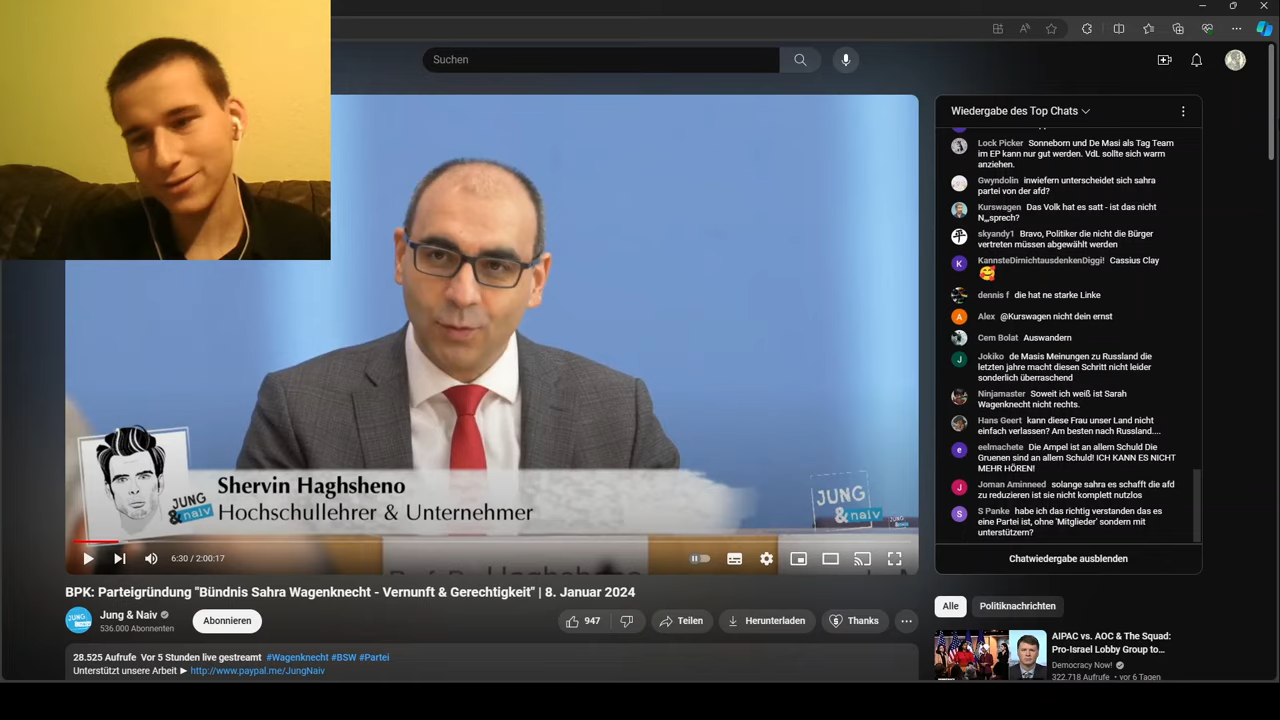 Suchen
Wiedergabe des Top Chats
Lock Picker Sonneborn und De Masi als Tag Team
im EP kann nur gut werden. VdL sollte sich warm
anziehen.
Gwyndolin inwiefern unterscheidet sich sahra
partei von der afd?
Kurswagen Das Volk hat es satt - ist das nicht
N,,,sprech?
skyandy1 Bravo, Politiker die nicht die Bürger
vertreten müssen abgewählt werden
K KannsteDirnichtausdenkenDiggi! Cassius Clay
🥰
dennis f die hat ne starke Linke
A Alex @Kurswagen nicht dein ernst
Cem Bolat Auswandern
J Jokiko de Masis Meinungen zu Russland die
letzten jahre macht diesen Schritt nicht leider
sonderlich überraschend
Ninjamaster Soweit ich weiß ist Sarah
Wagenknecht nicht rechts.
Hans Geert kann diese Frau unser Land nicht
einfach verlassen? Am besten nach Russland....
e eelmachete Die Ampel ist an allem Schuld Die
Gruenen sind an allem Schuld! ICH KANN ES NICHT
MEHR HÖREN!
J Joman Aminneed solange sahra es schafft die afd
zu reduzieren ist sie nicht komplett nutzlos
S S Panke habe ich das richtig verstanden das es
eine Partei ist, ohne 'Mitglieder' sondern mit
unterstützern?
Chatwiedergabe ausblenden
JUNG
& naiv
Shervin Haghsheno
Hochschullehrer & Unternehmer
JUNG
& naiv
6:30 / 2:00:17
BPK: Parteigründung "Bündnis Sahra Wagenknecht - Vernunft & Gerechtigkeit" | 8. Januar 2024
Jung & Naiv
536.000 Abonnenten
Abonnieren
947
Teilen
Herunterladen
Thanks
28.525 Aufrufe Vor 5 Stunden live gestreamt #Wagenknecht #BSW #Partei
Unterstützt unsere Arbeit ► http://www.paypal.me/JungNaiv
Alle
Politiknachrichten
AIPAC vs. AOC & The Squad:
Pro-Israel Lobby Group to...
Democracy Now!
322.718 Aufrufe • vor 6 Tagen